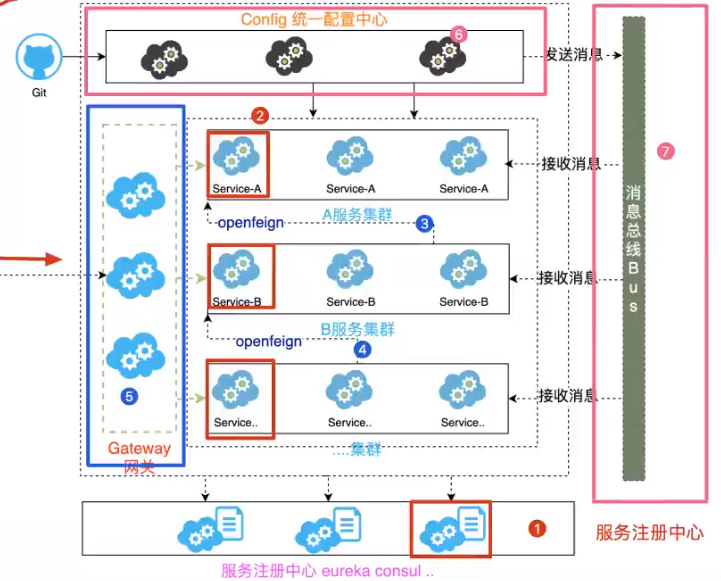 Config 统一配置中心
6
Git
发送消息
2
7
Service-A
Service-A
Service-A
接收消息
A服务集群
openfeign
3
消息总线Bus
Service-B
Service-B
Service-B
接收消息
B服务集群
openfeign
4
5
Service..
Service..
Service..
接收消息
Gateway
网关
....集群
1
服务注册中心
服务注册中心 eureka consul ..